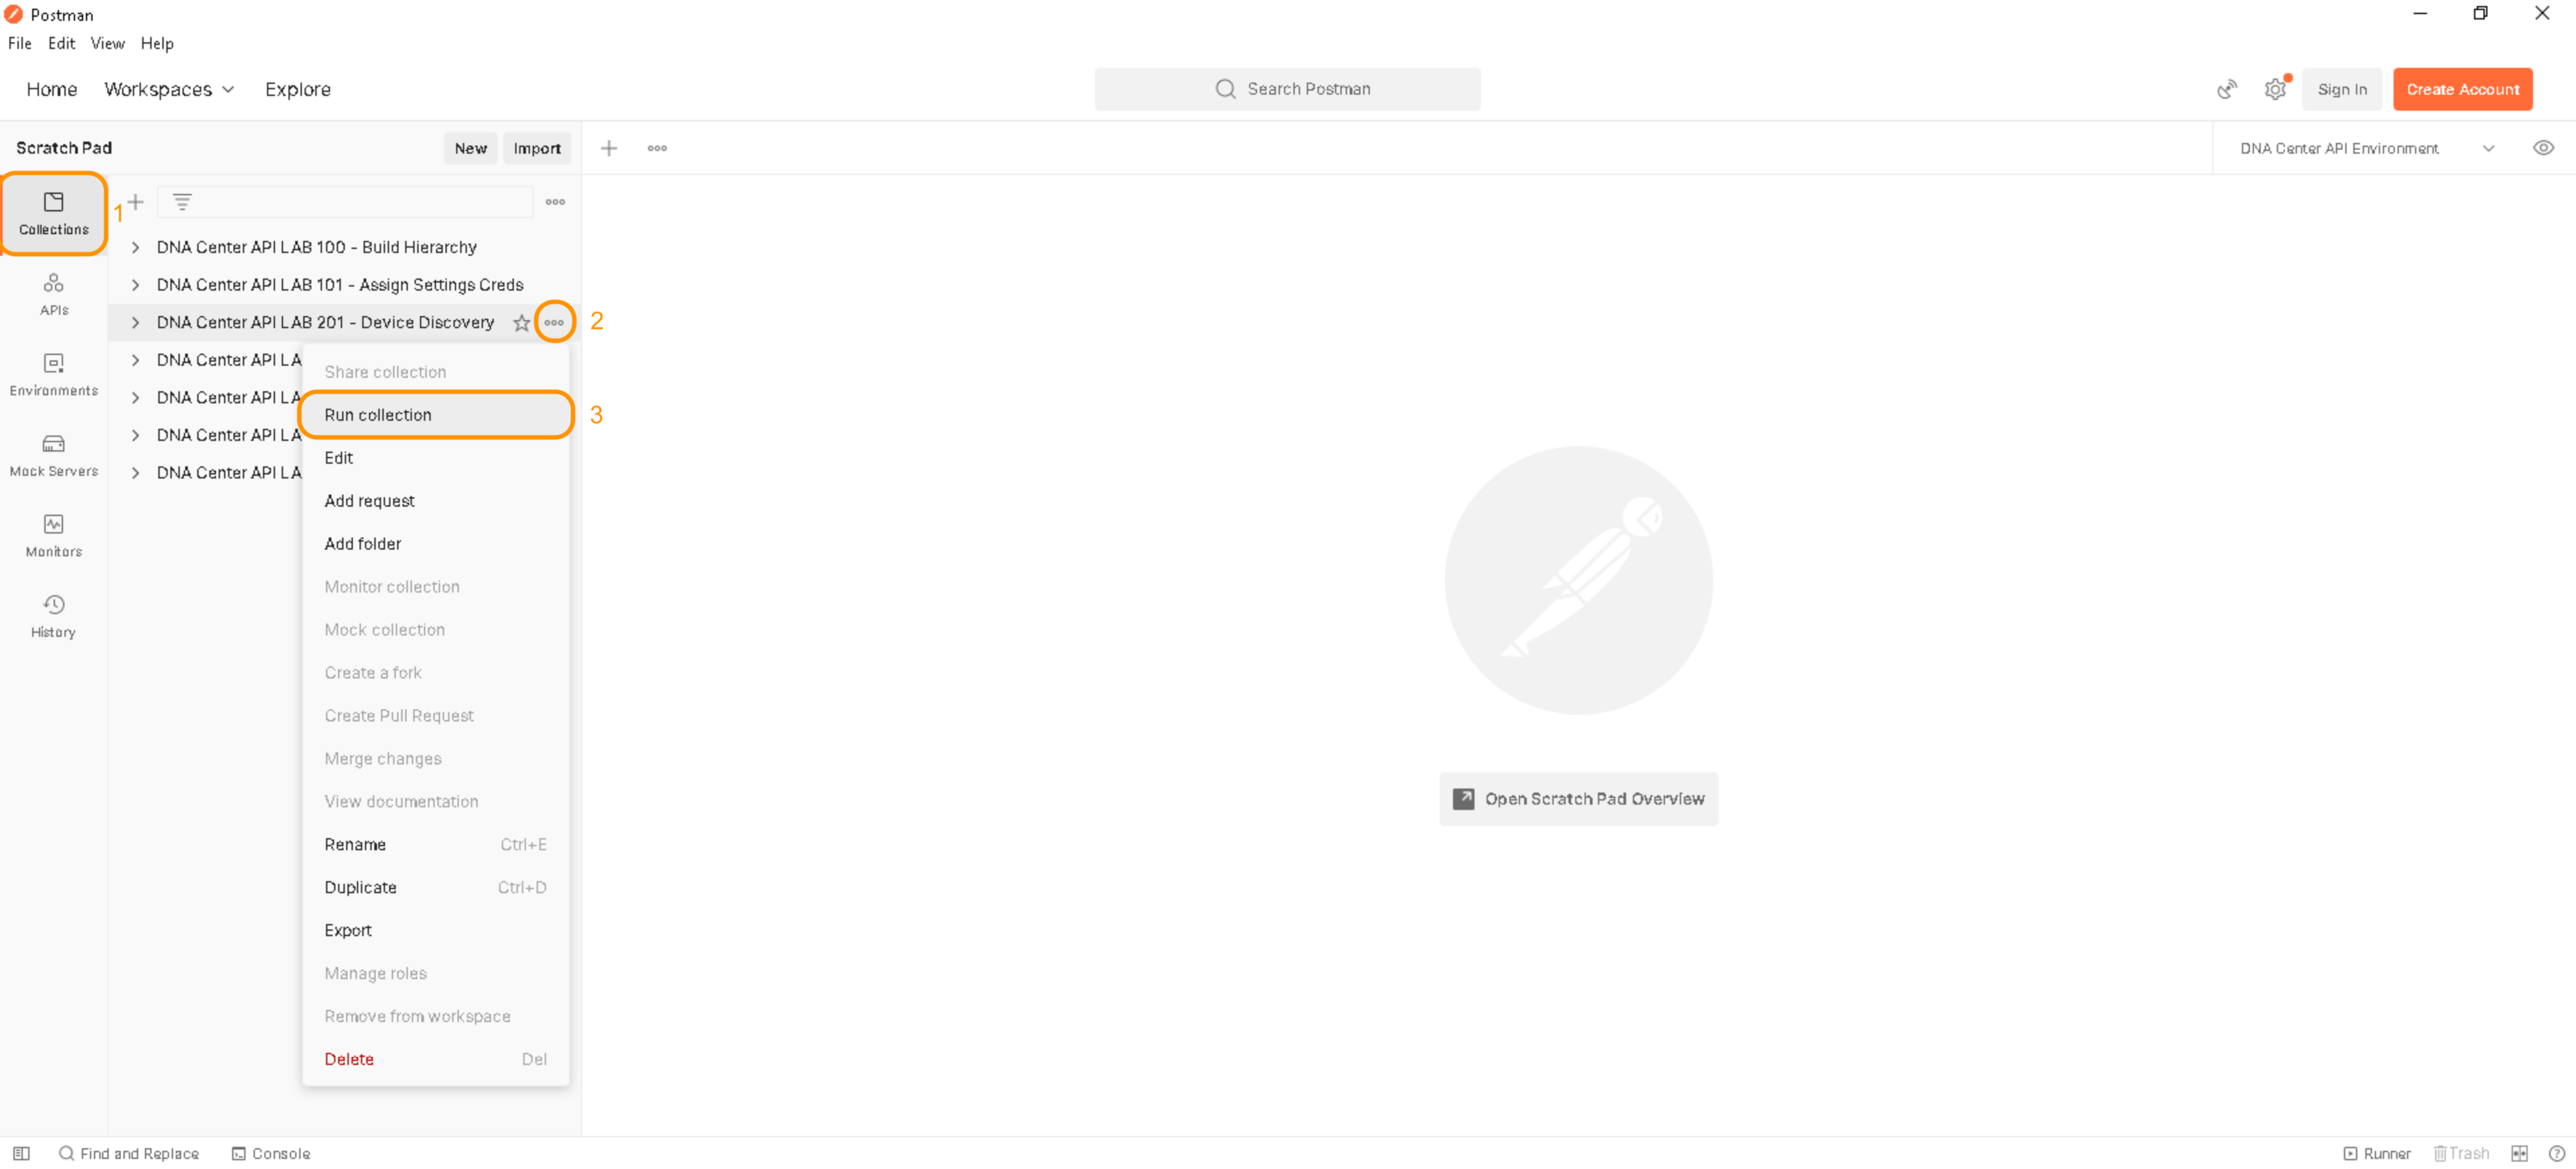 Postman
File Edit View Help
Home Workspaces Explore
Search Postman
Sign In
Create Account
Scratch Pad
New
Import
DNA Center API Environment
Collections
1
APIs
Environments
Mock Servers
Monitors
History
DNA Center API LAB 100 - Build Hierarchy
DNA Center API LAB 101 - Assign Settings Creds
DNA Center API LAB 201 - Device Discovery
2
DNA Center API LA
DNA Center API LA
DNA Center API LA
DNA Center API LA
Share collection
Run collection
3
Edit
Add request
Add folder
Monitor collection
Mock collection
Create a fork
Create Pull Request
Merge changes
View documentation
Rename Ctrl+E
Duplicate Ctrl+D
Export
Manage roles
Remove from workspace
Delete Del
Open Scratch Pad Overview
Find and Replace
Console
Runner
Trash